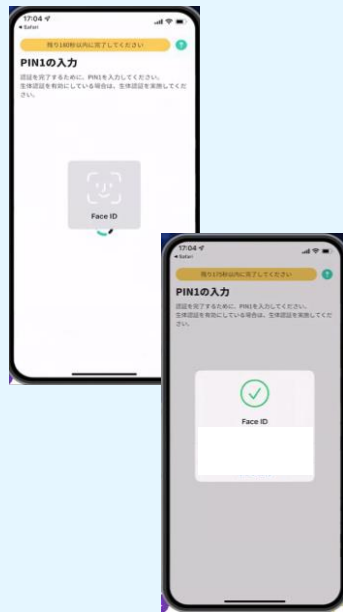 17:04
◀ Safari
残り180秒以内に完了してください
PIN1の入力
認証を完了するために、PIN1を入力してください。
生体認証を有効にしている場合は、生体認証を実施してくだ
さい。
Face ID
17:04
◀ Safari
残り175秒以内に完了してください
PIN1の入力
認証を完了するために、PIN1を入力してください。
生体認証を有効にしている場合は、生体認証を実施してくだ
さい。
Face ID